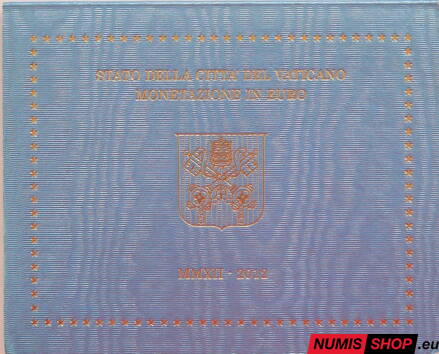 STATO DELLA CITTÀ DEL VATICANO
MONETAZIONE IN EURO
MMXII - 2012
NUMIS SHOP.eu